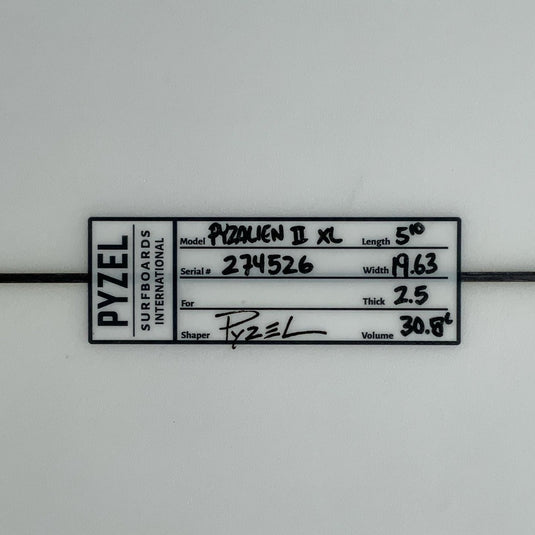 PYZEL
SURFBOARDS
INTERNATIONAL
Model PYZALIEN II XL Length 5'10
Serial # 274526 Width 19.63
For Thick 2.5
Shaper PYZEL Volume 30.8L